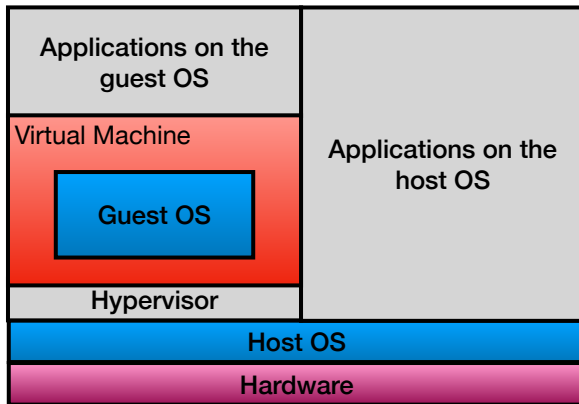 Applications on the
guest OS
Virtual Machine
Guest OS
Hypervisor
Applications on the
host OS
Host OS
Hardware